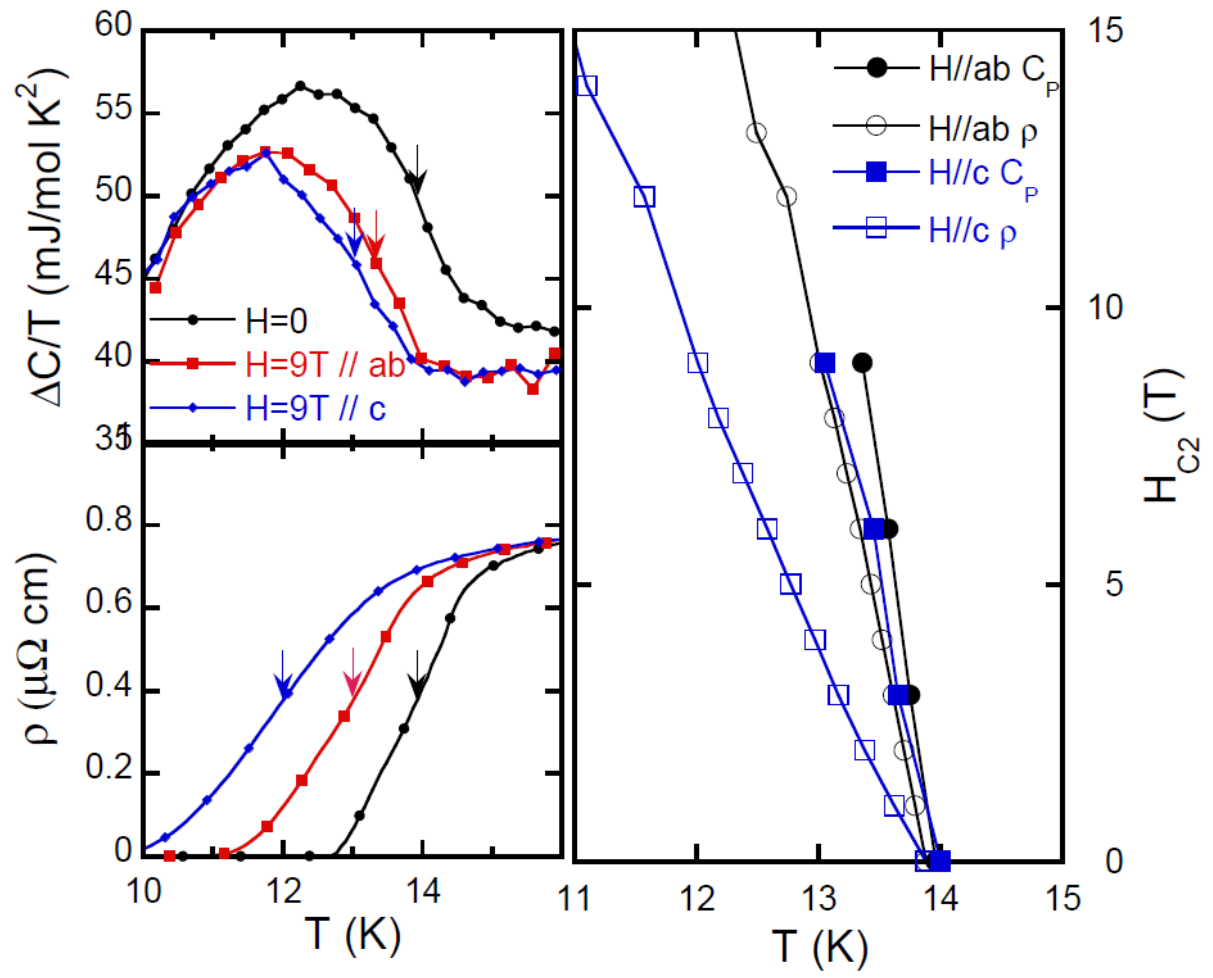 60
55
50
45
40
35
ΔC/T (mJ/mol K²)
H=0
H=9T // ab
H=9T // c
1
0.8
0.6
0.4
0.2
0
ρ (μΩ cm)
10 12 14
T (K)
H//ab C_P
H//ab ρ
H//c C_P
H//c ρ
15
10
5
0
H_C2 (T)
11 12 13 14 15
T (K)